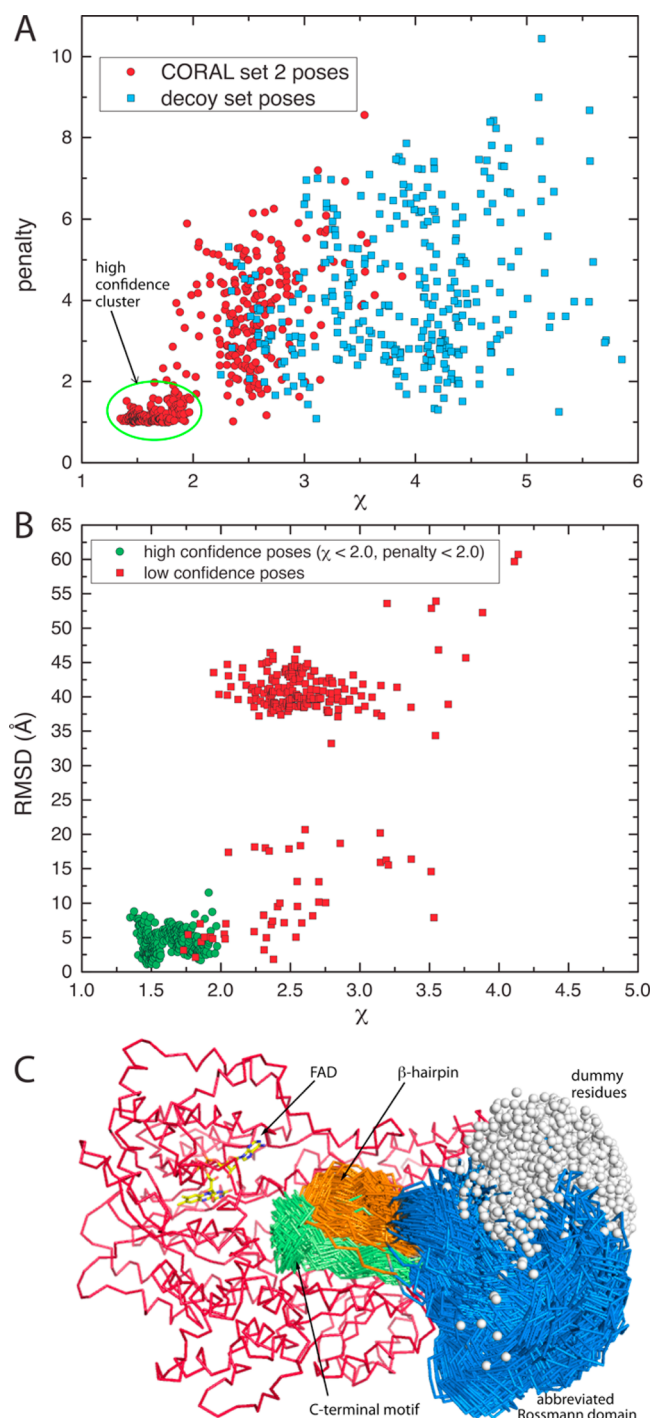 A
10
8
6
4
2
0
penalty
CORAL set 2 poses
decoy set poses
high
confidence
cluster
1 2 3 4 5 6
χ
B
65
60
55
50
45
40
35
30
25
20
15
10
5
0
RMSD (Å)
high confidence poses (χ < 2.0, penalty < 2.0)
low confidence poses
1.0 1.5 2.0 2.5 3.0 3.5 4.0 4.5 5.0
χ
C
FAD
β-hairpin
dummy
residues
C-terminal motif
abbreviated
Rossmann domain